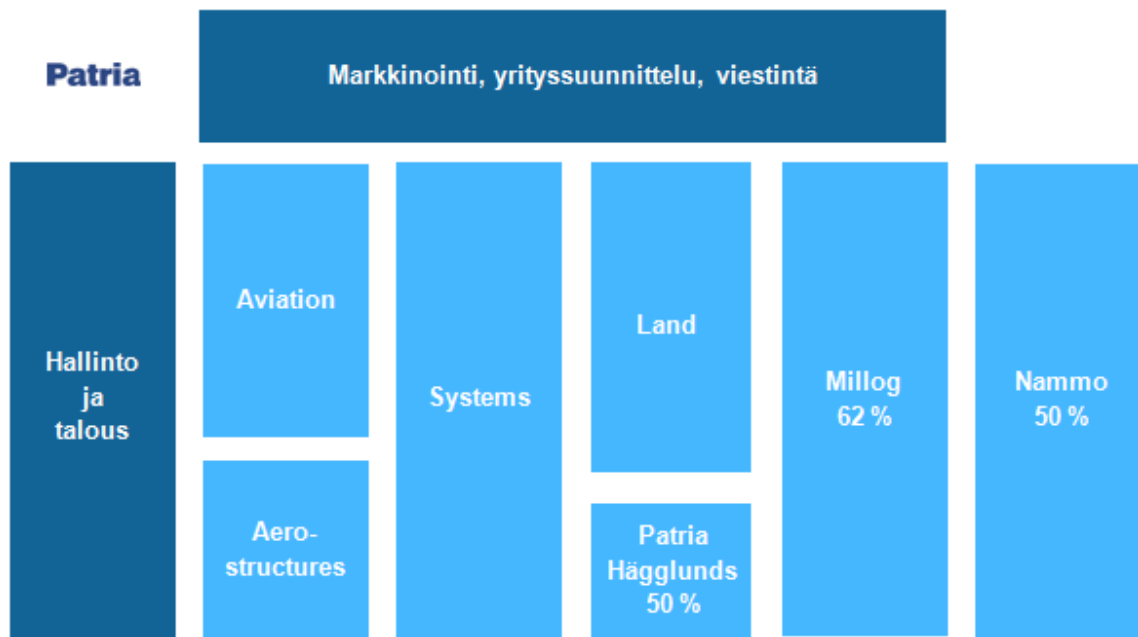 Patria
Markkinointi, yrityssuunnittelu, viestintä
Hallinto
ja
talous
Aviation
Aero-
structures
Systems
Land
Patria
Hägglunds
50 %
Millog
62 %
Nammo
50 %